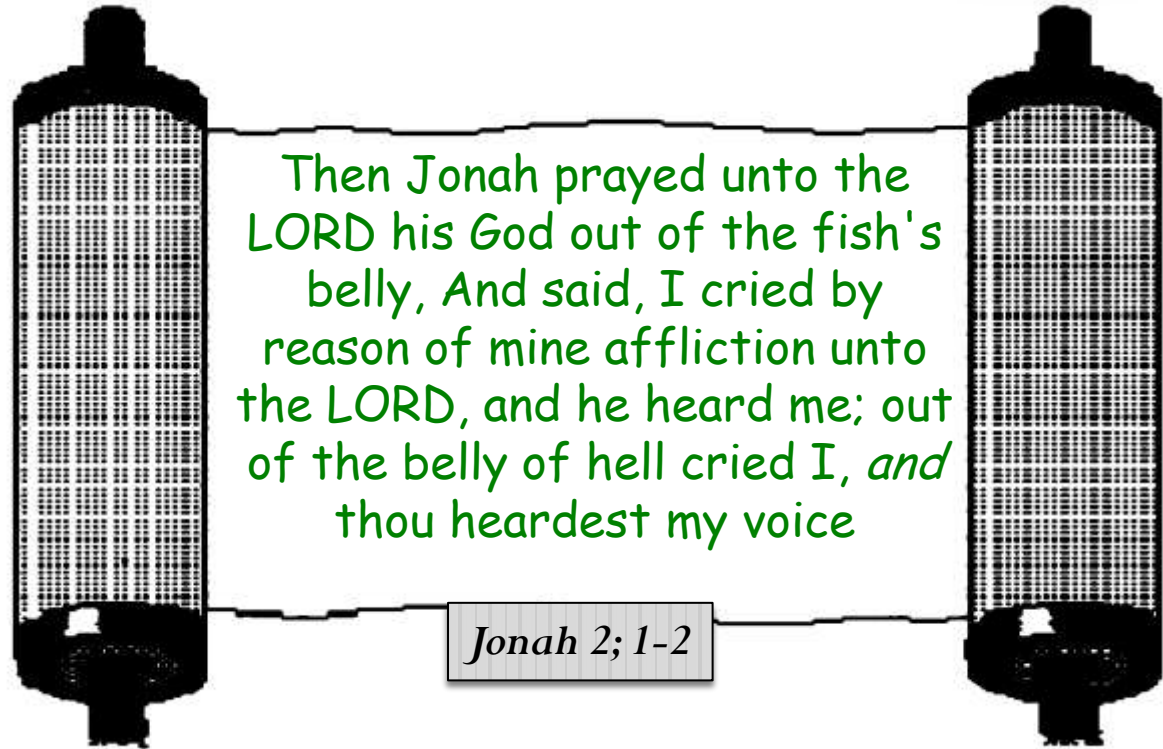 Then Jonah prayed unto the
LORD his God out of the fish's
belly, And said, I cried by
reason of mine affliction unto
the LORD, and he heard me; out
of the belly of hell cried I, and
thou heardest my voice
Jonah 2; 1-2